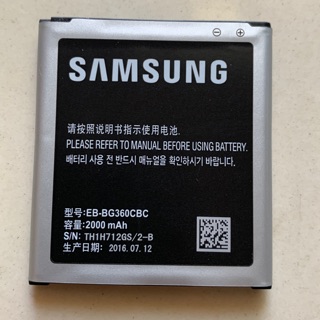 SAMSUNG
请按照说明书指示使用电池.
PLEASE REFER TO MANUAL BEFORE USING BATTERY.
배터리 사용 전 반드시 매뉴얼을 확인하시기 바랍니다.
型号:EB-BG360CBC
容量:2000 mAh
S/N: TH1H712GS/2-B
生产日期: 2016. 07. 12